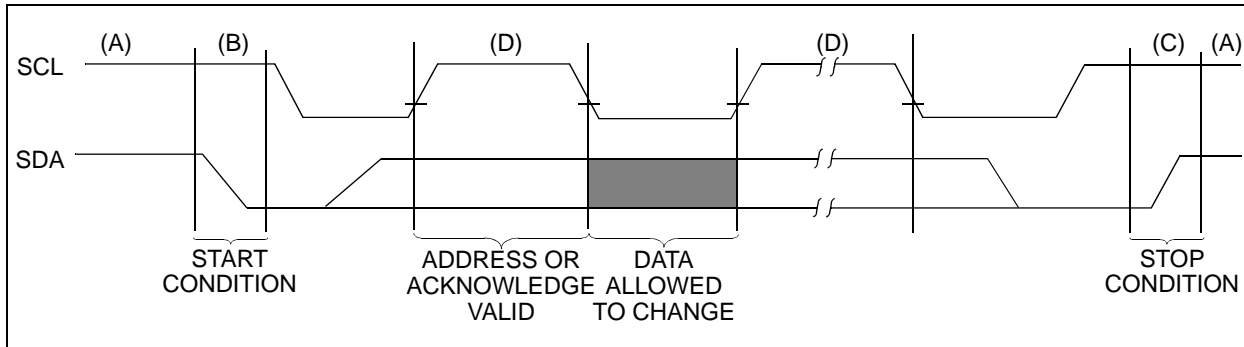 (A) (B) (D) (D) (C) (A)
SCL
SDA
START
CONDITION
ADDRESS OR
ACKNOWLEDGE
VALID
DATA
ALLOWED
TO CHANGE
STOP
CONDITION